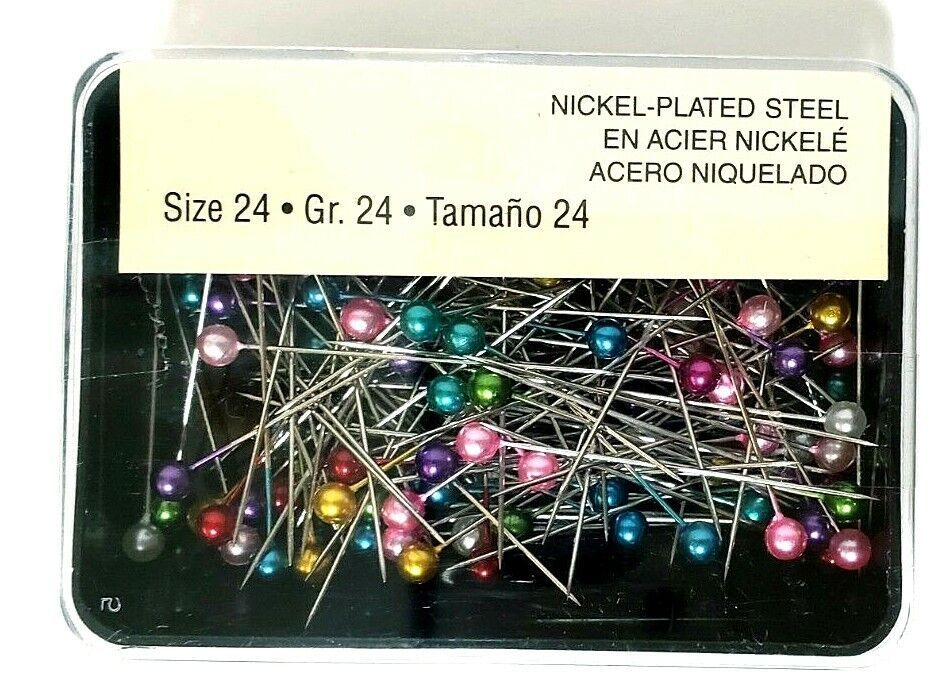 NICKEL-PLATED STEEL
EN ACIER NICKELÉ
ACERO NIQUELADO
Size 24 • Gr. 24 • Tamaño 24